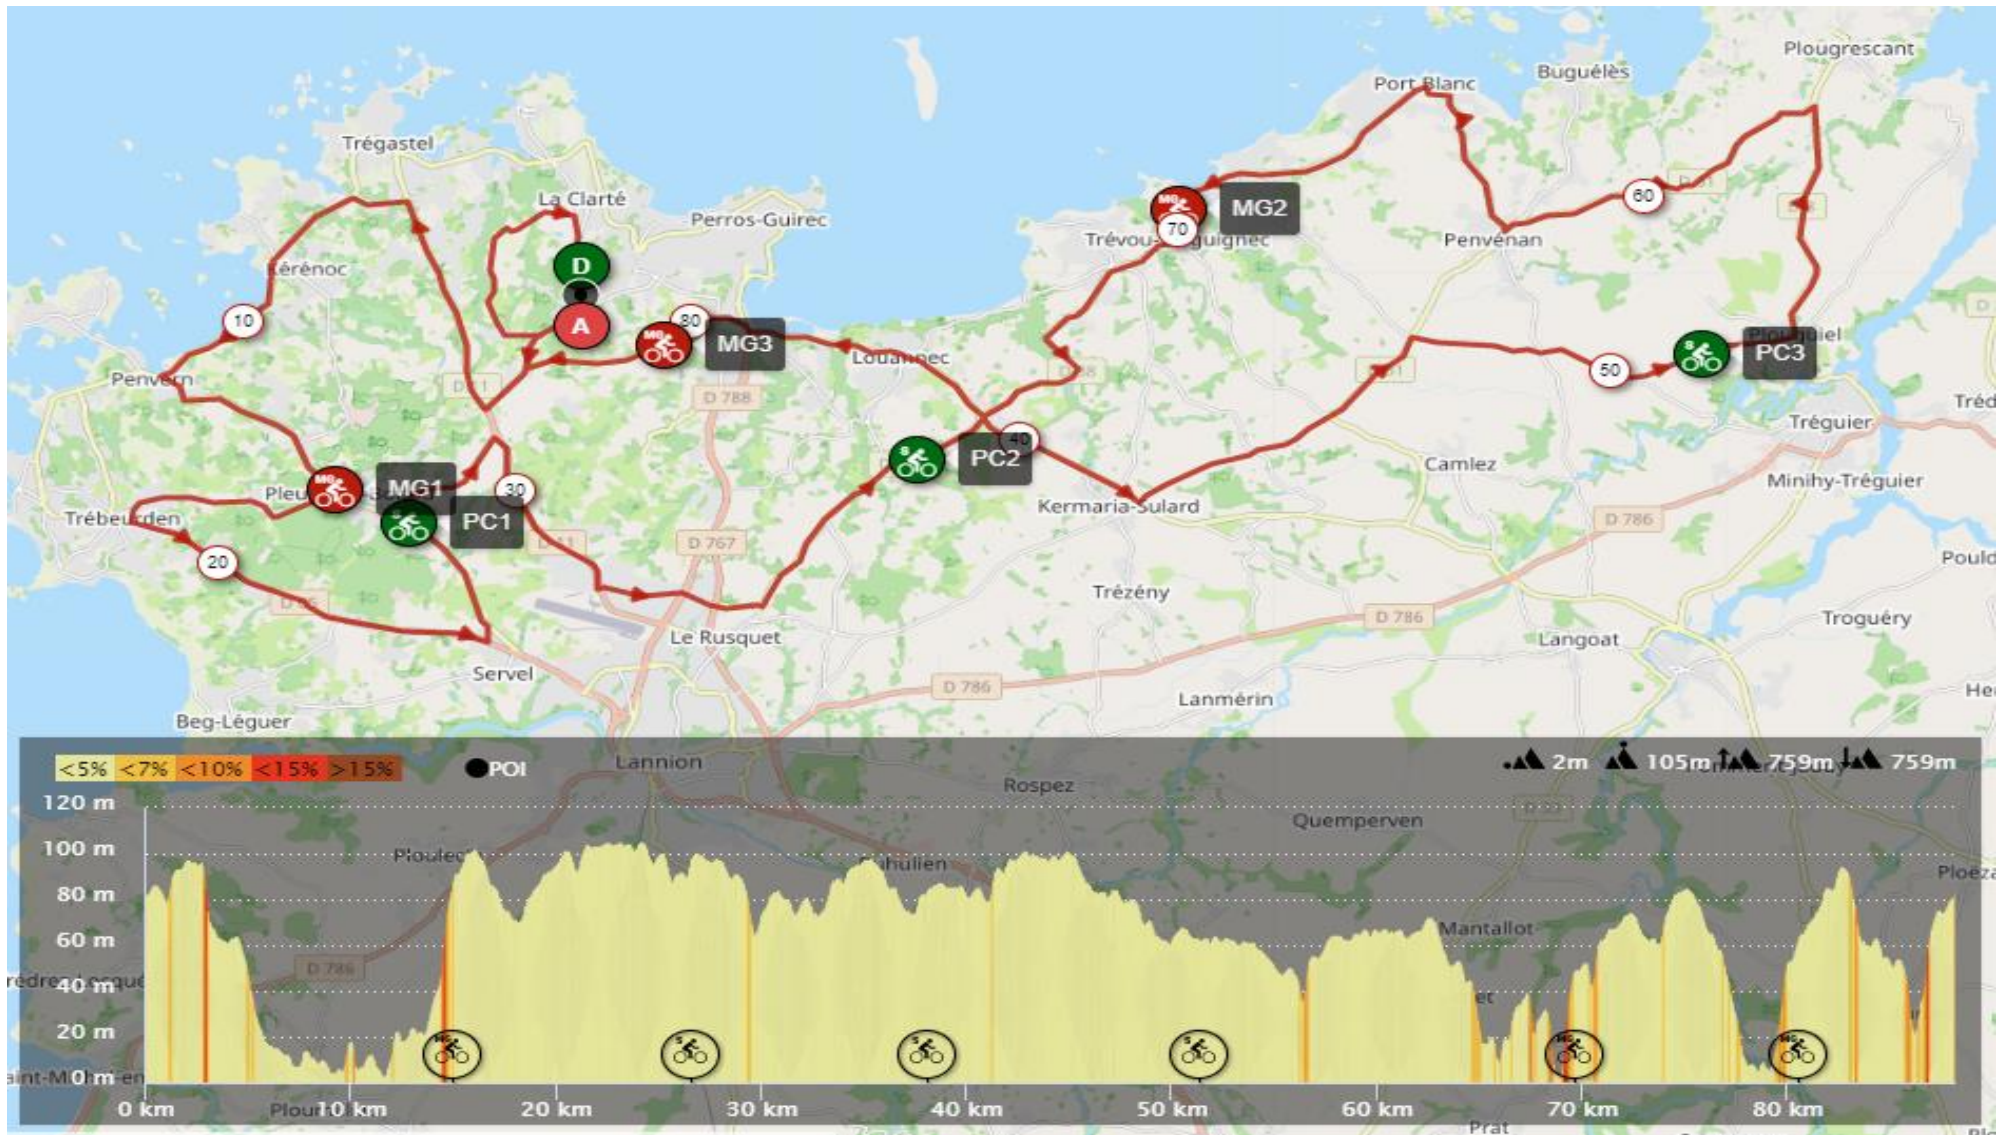 Plougrescant
Buguélès
Port Blanc
Trégastel
La Clarté
Perros-Guirec
60
MG2
70
Penvénan
Kérénoc
D
10
A
80
MG3
Louannec
PC3
50
Penvern
D 788
Tréguier
PC2
40
Camlez
MG1
30
Minihy-Tréguier
Kermaria-Sulard
Trébeurden
PC1
D 786
D 767
20
Trézény
D 786
Troguéry
Le Rusquet
Langoat
Servel
D 786
Lanmérin
Beg-Léguer
<5% <7% <10% <15% >15%
POI
Lannion
2m 105m 759m 759m
Rospez
120 m
Quemperven
100 m
80 m
Mantallot
60 m
D 786
40 m
20 m
0 m
0 km 10 km 20 km 30 km 40 km 50 km 60 km 70 km 80 km
Prat